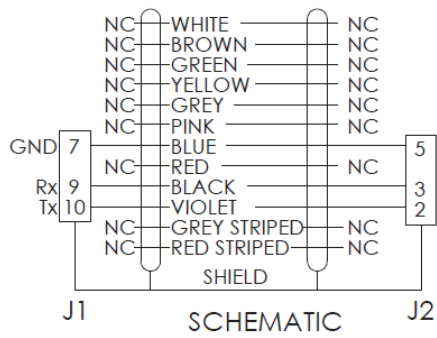 NC WHITE NC
NC BROWN NC
NC GREEN NC
NC YELLOW NC
NC GREY NC
NC PINK NC
GND 7 BLUE 5
NC RED NC
Rx 9 BLACK 3
Tx 10 VIOLET 2
NC GREY STRIPED NC
NC RED STRIPED NC
SHIELD
J1 J2
SCHEMATIC